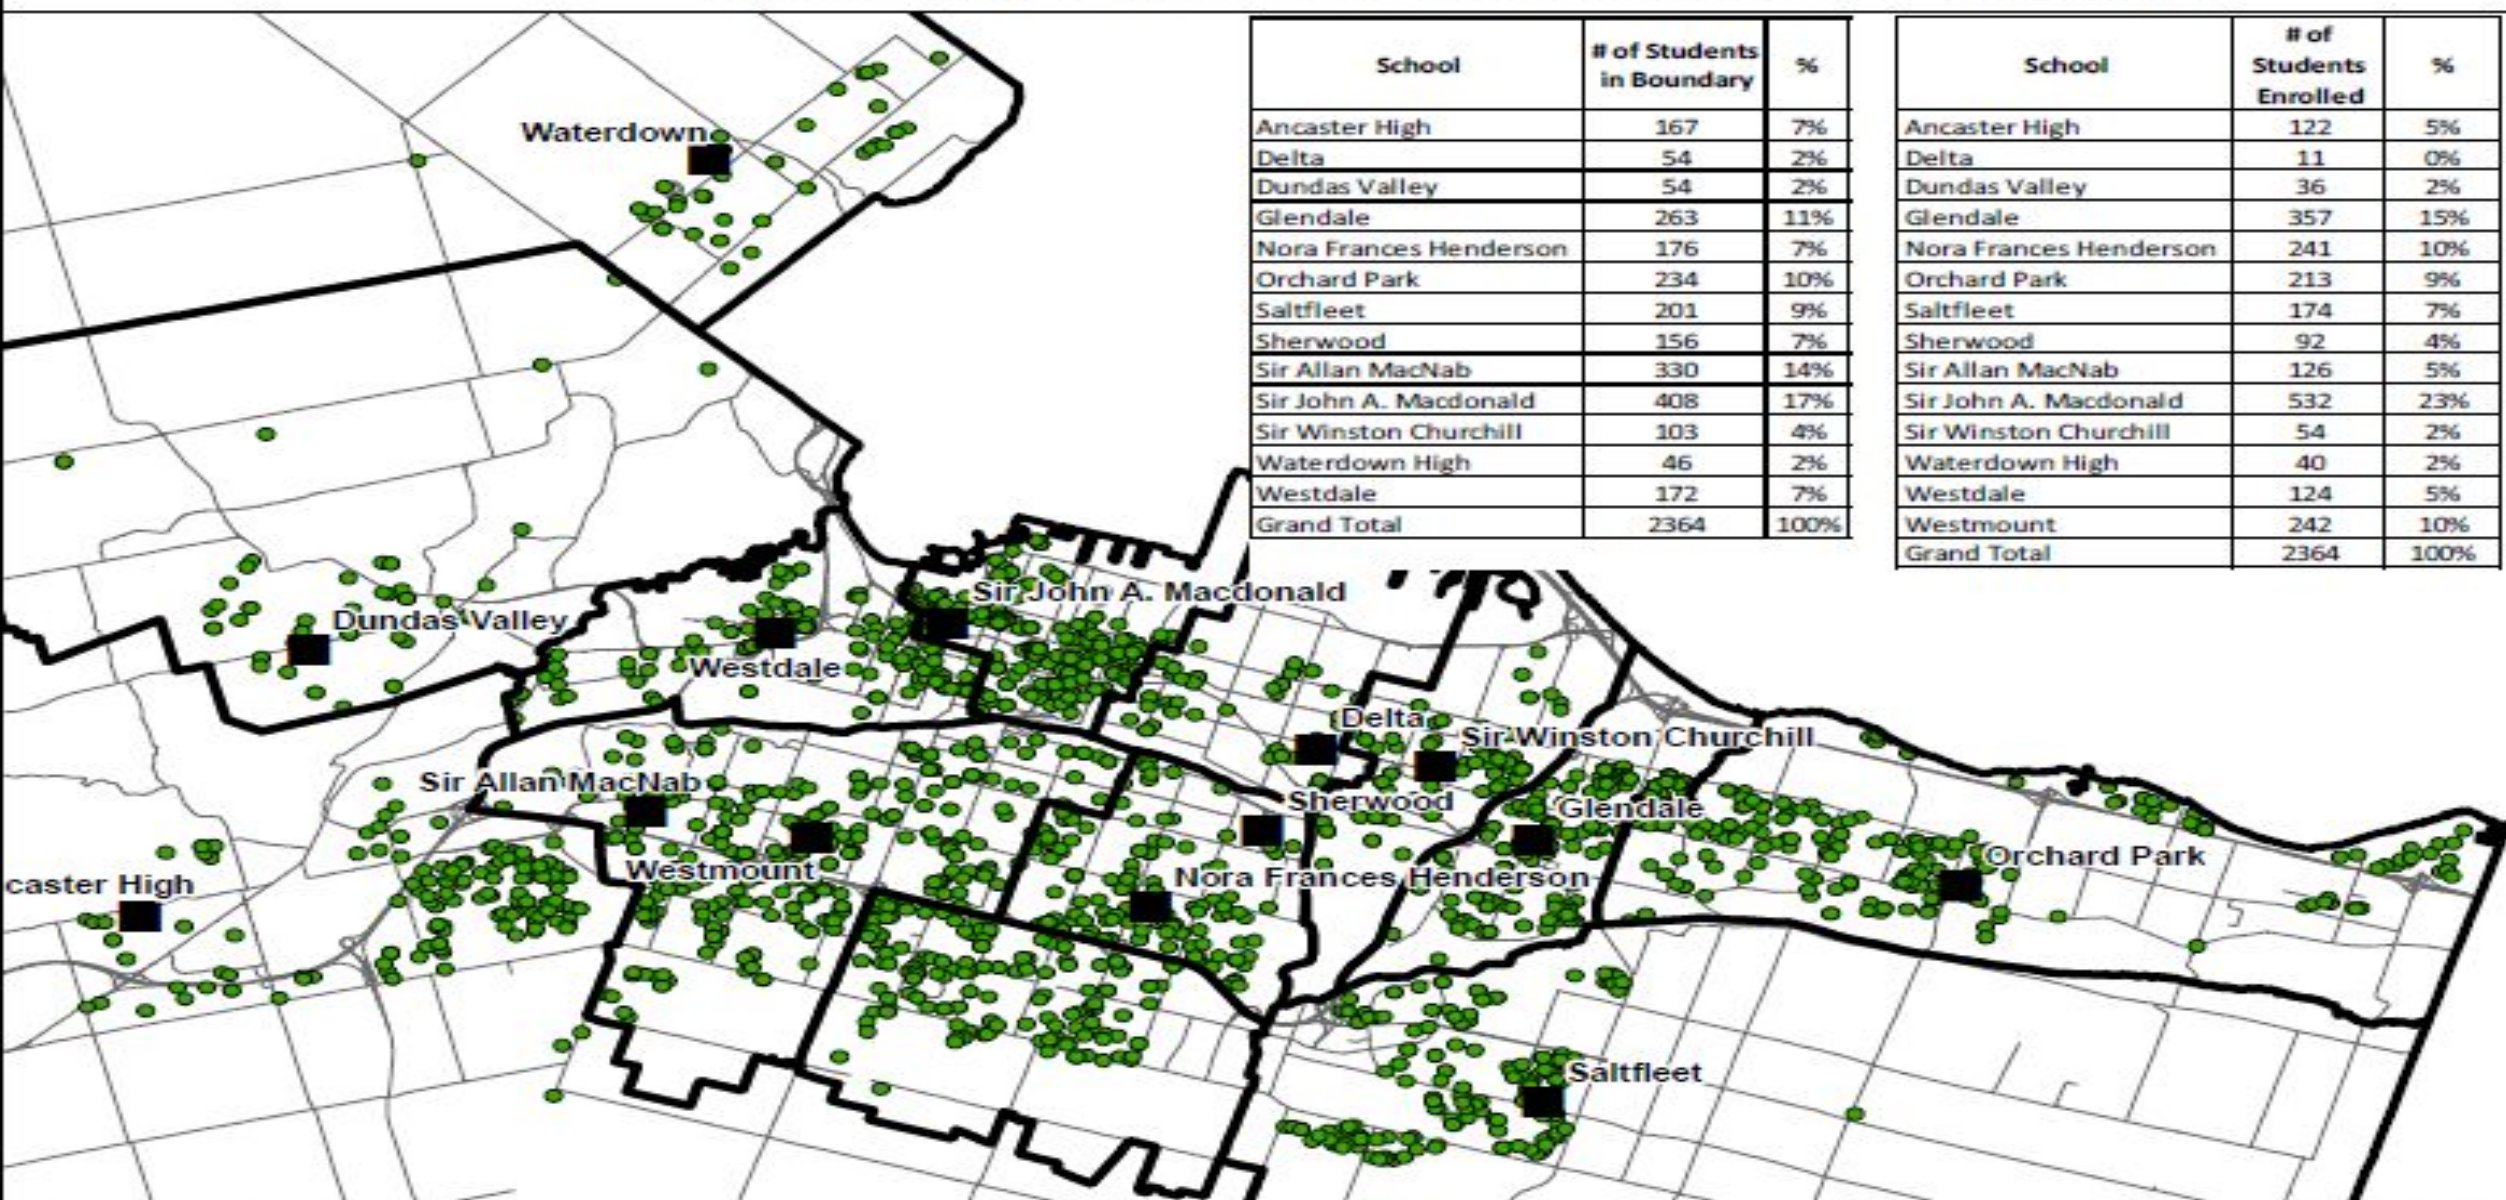 School # of Students in Boundary %
Ancaster High 167 7%
Delta 54 2%
Dundas Valley 54 2%
Glendale 263 11%
Nora Frances Henderson 176 7%
Orchard Park 234 10%
Saltfleet 201 9%
Sherwood 156 7%
Sir Allan MacNab 330 14%
Sir John A. Macdonald 408 17%
Sir Winston Churchill 103 4%
Waterdown High 46 2%
Westdale 172 7%
Grand Total 2364 100%
School # of Students Enrolled %
Ancaster High 122 5%
Delta 11 0%
Dundas Valley 36 2%
Glendale 357 15%
Nora Frances Henderson 241 10%
Orchard Park 213 9%
Saltfleet 174 7%
Sherwood 92 4%
Sir Allan MacNab 126 5%
Sir John A. Macdonald 532 23%
Sir Winston Churchill 54 2%
Waterdown High 40 2%
Westdale 124 5%
Westmount 242 10%
Grand Total 2364 100%
Waterdown
Sir John A. Macdonald
Dundas Valley
Westdale
Delta
Sir Winston Churchill
Sir Allan MacNab
Sherwood
Glendale
Westmount
Orchard Park
Nora Frances Henderson
caster High
Saltfleet